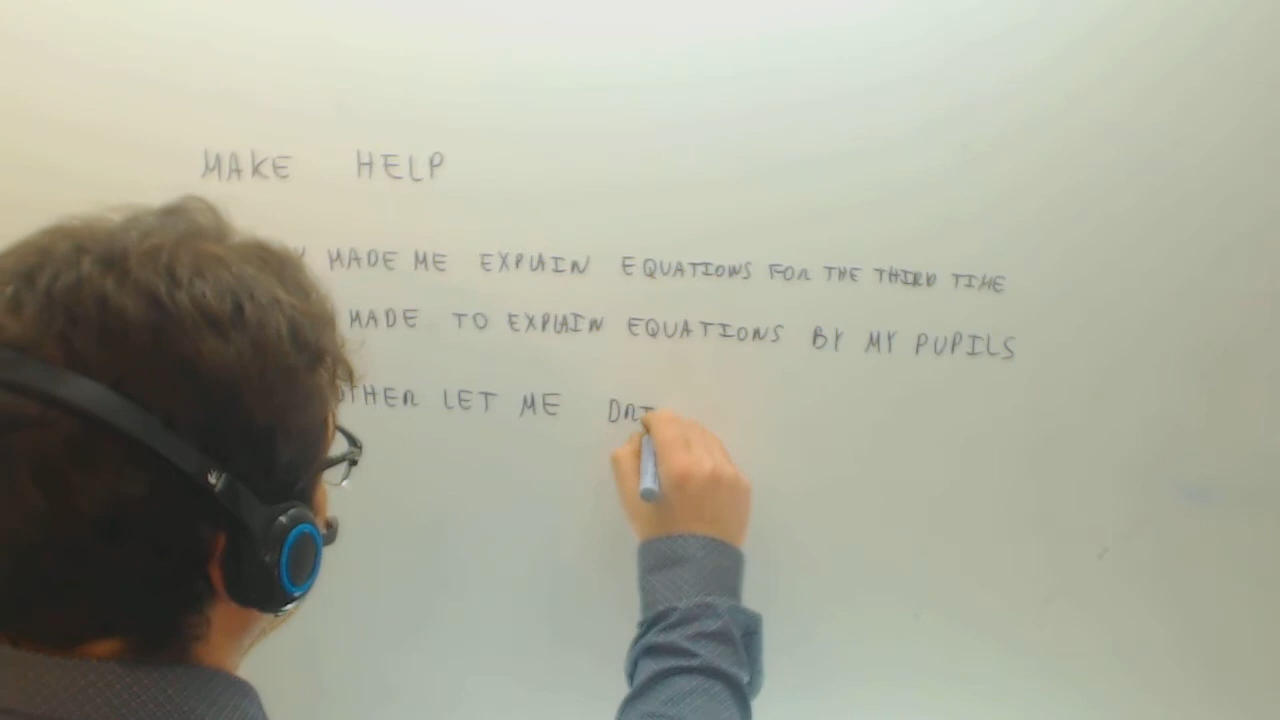 MAKE HELP
MADE ME EXPLAIN EQUATIONS FOR THE THIRD TIME
MADE TO EXPLAIN EQUATIONS BY MY PUPILS
OTHER LET ME DRI